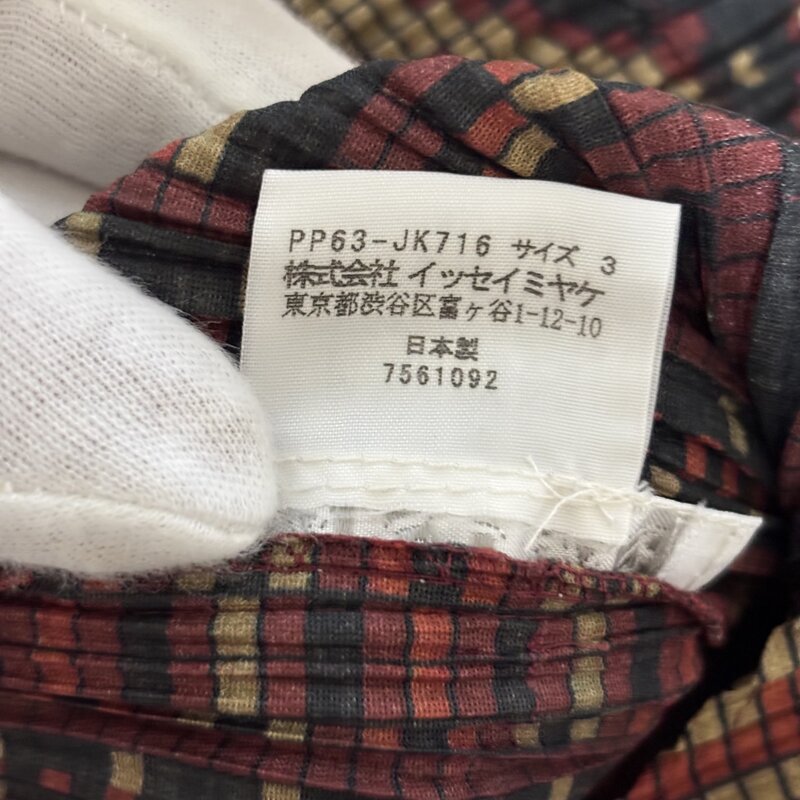 PP63-JK716 サイズ 3
株式会社 イッセイミヤケ
東京都渋谷区富ヶ谷1-12-10
日本製
7561092